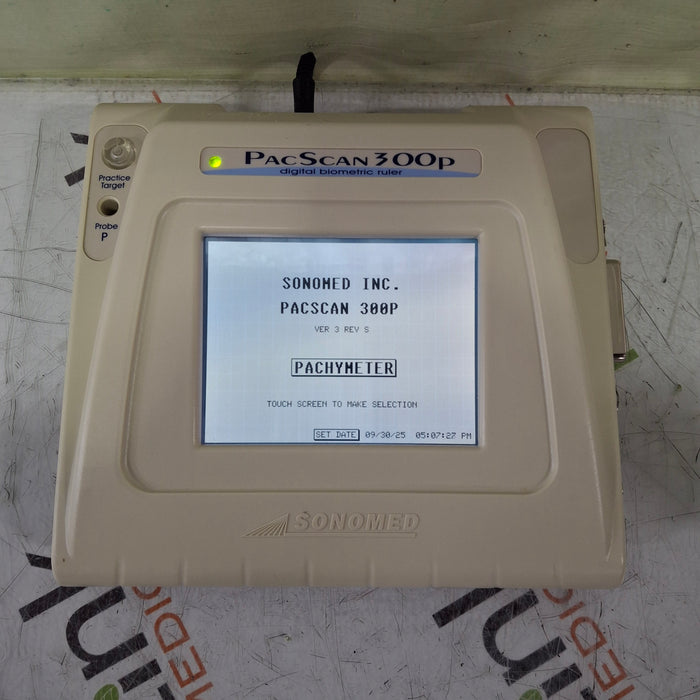 PACSCAN 300P
digital biometric ruler
Practice
Target
Probe
P
SONOMED INC.
PACSCAN 300P
VER 3 REV S
PACHYMETER
TOUCH SCREEN TO MAKE SELECTION
SET DATE 09/30/25 05:07:27 PM
SONOMED
MEDIC